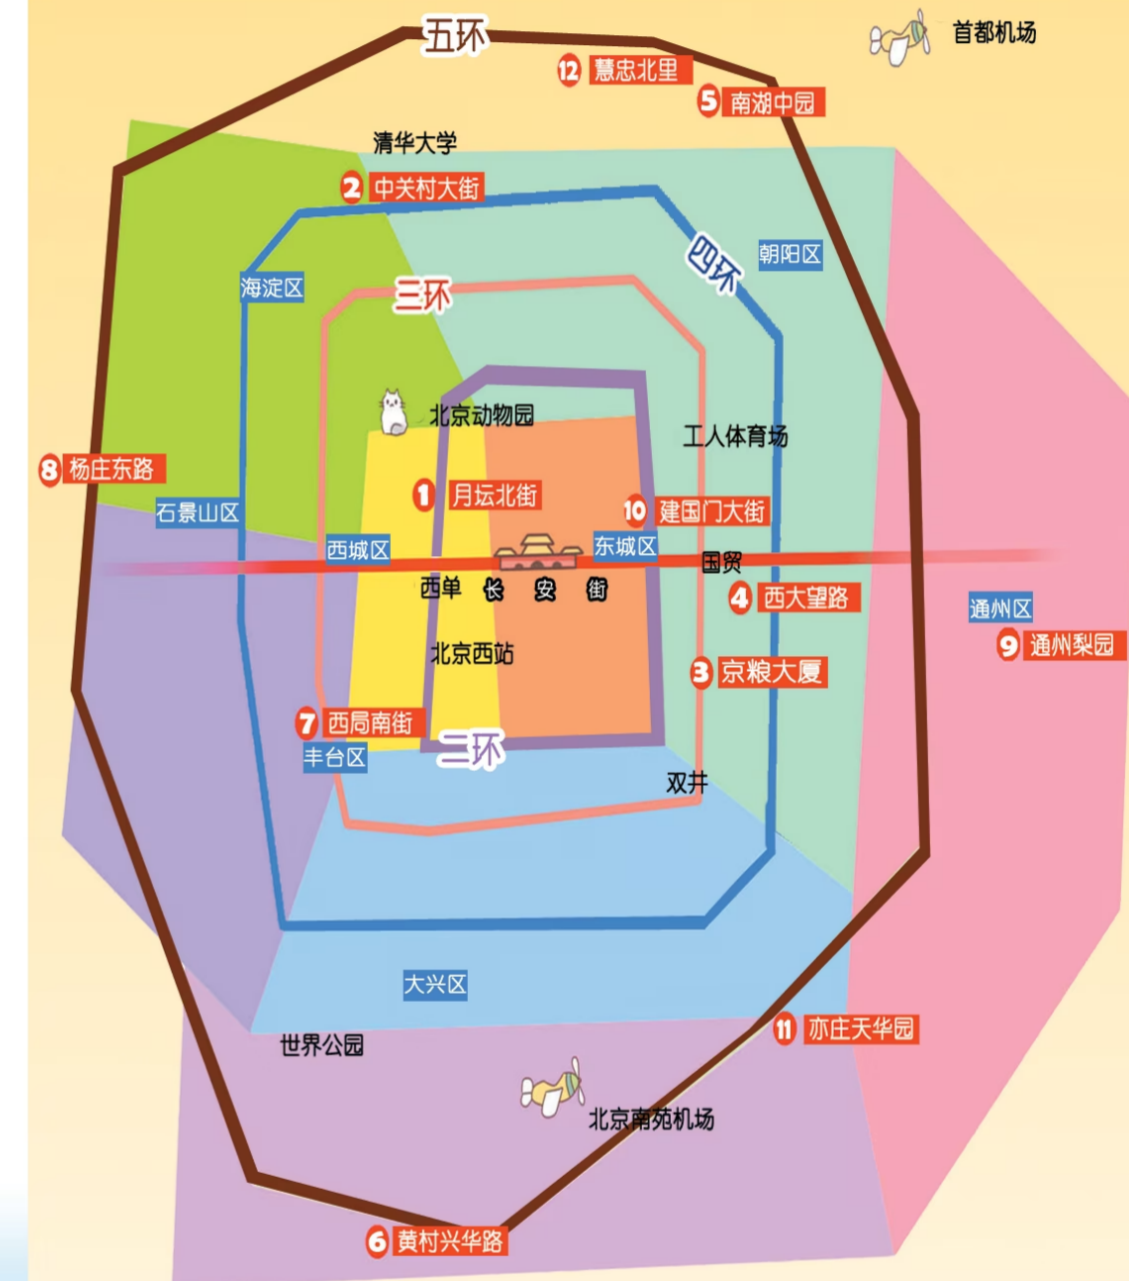 五环
首都机场
12 慧忠北里
5 南湖中园
清华大学
2 中关村大街
四环
朝阳区
海淀区
三环
北京动物园
工人体育场
8 杨庄东路
1 月坛北街
石景山区
10 建国门大街
西城区
东城区
国贸
西单
长安街
4 西大望路
通州区
9 通州梨园
北京西站
3 京粮大厦
7 西局南街
丰台区
二环
双井
大兴区
11 亦庄天华园
世界公园
北京南苑机场
6 黄村兴华路